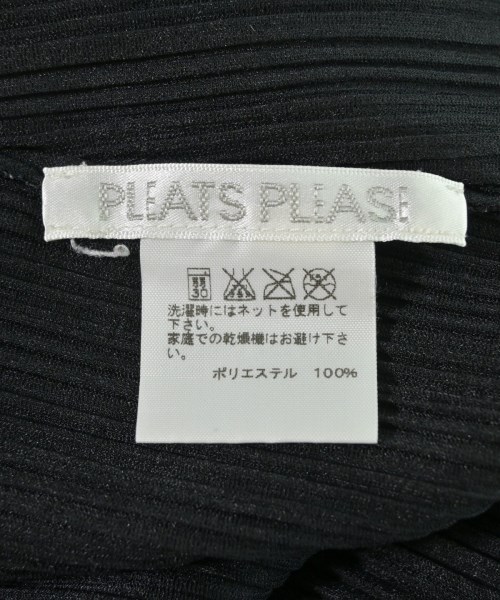 PLEATS PLEASE
弱
30
洗濯時にはネットを使用して
下さい。
家庭での乾燥機はお避け下さ
い。
ポリエステル 100%